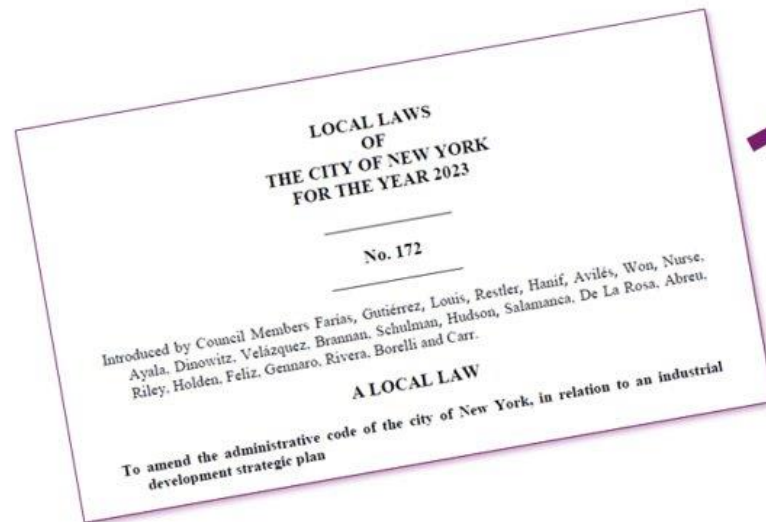 LOCAL LAWS
OF
THE CITY OF NEW YORK
FOR THE YEAR 2023
No. 172
Introduced by Council Members Farias, Gutiérrez, Louis, Restler, Hanif, Avilés, Won, Nurse,
Ayala, Dinowitz, Velázquez, Brannan, Schulman, Hudson, Salamanca, De La Rosa, Abreu,
Riley, Holden, Feliz, Gennaro, Rivera, Borelli and Carr.
A LOCAL LAW
To amend the administrative code of the city of New York, in relation to an industrial
development strategic plan